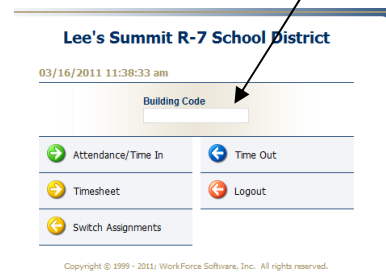 Lee's Summit R-7 School District
03/16/2011 11:38:33 am
Building Code
Attendance/Time In
Time Out
Timesheet
Logout
Switch Assignments
Copyright © 1999 - 2011; WorkForce Software, Inc. All rights reserved.